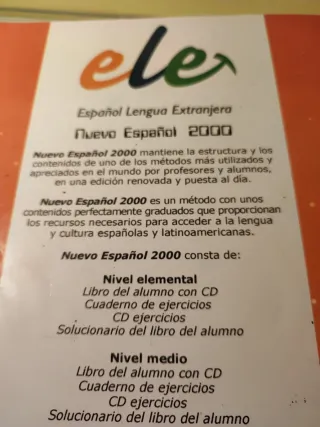 ele
Español Lengua Extranjera
Nuevo Español 2000
Nuevo Español 2000 mantiene la estructura y los
contenidos de uno de los métodos más utilizados y
apreciados en el mundo por profesores y alumnos,
en una edición renovada y puesta al día.
Nuevo Español 2000 es un método con unos
contenidos perfectamente graduados que proporcionan
los recursos necesarios para acceder a la lengua
y cultura españolas y latinoamericanas.
Nuevo Español 2000 consta de:
Nivel elemental
Libro del alumno con CD
Cuaderno de ejercicios
CD ejercicios
Solucionario del libro del alumno
Nivel medio
Libro del alumno con CD
Cuaderno de ejercicios
CD ejercicios
Solucionario del libro del alumno